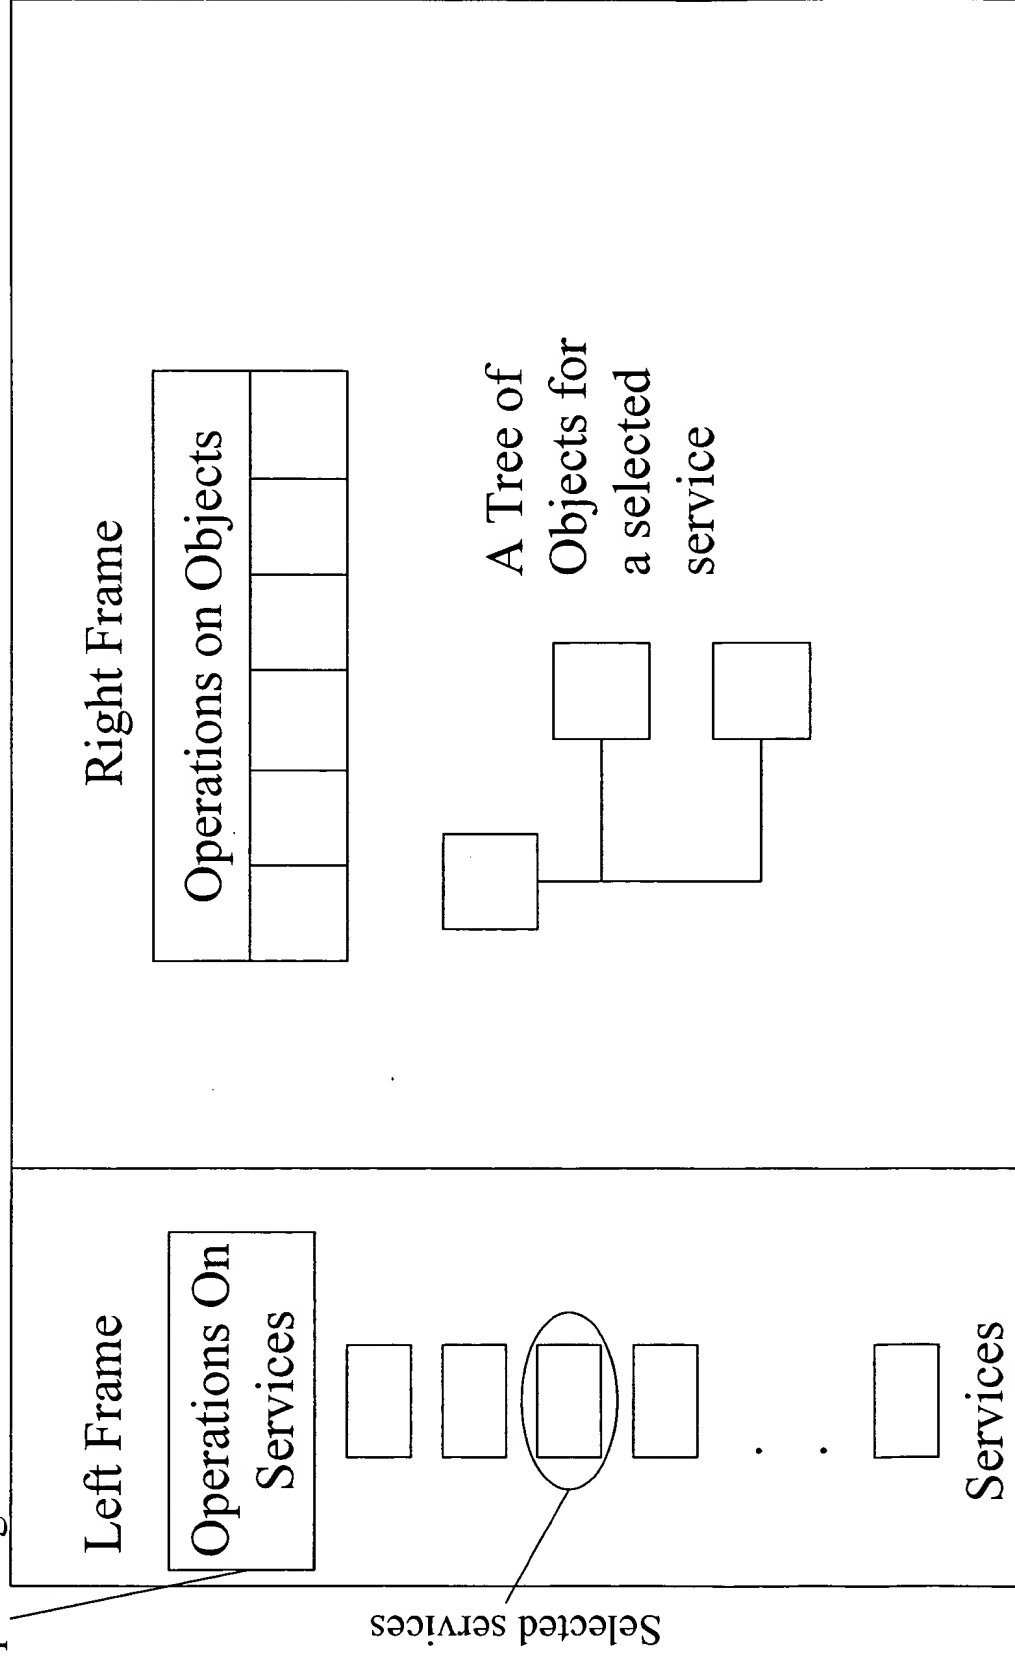 Left Frame
Operations On
Services
Selected services
Services
Right Frame
Operations on Objects
A Tree of
Objects for
a selected
service